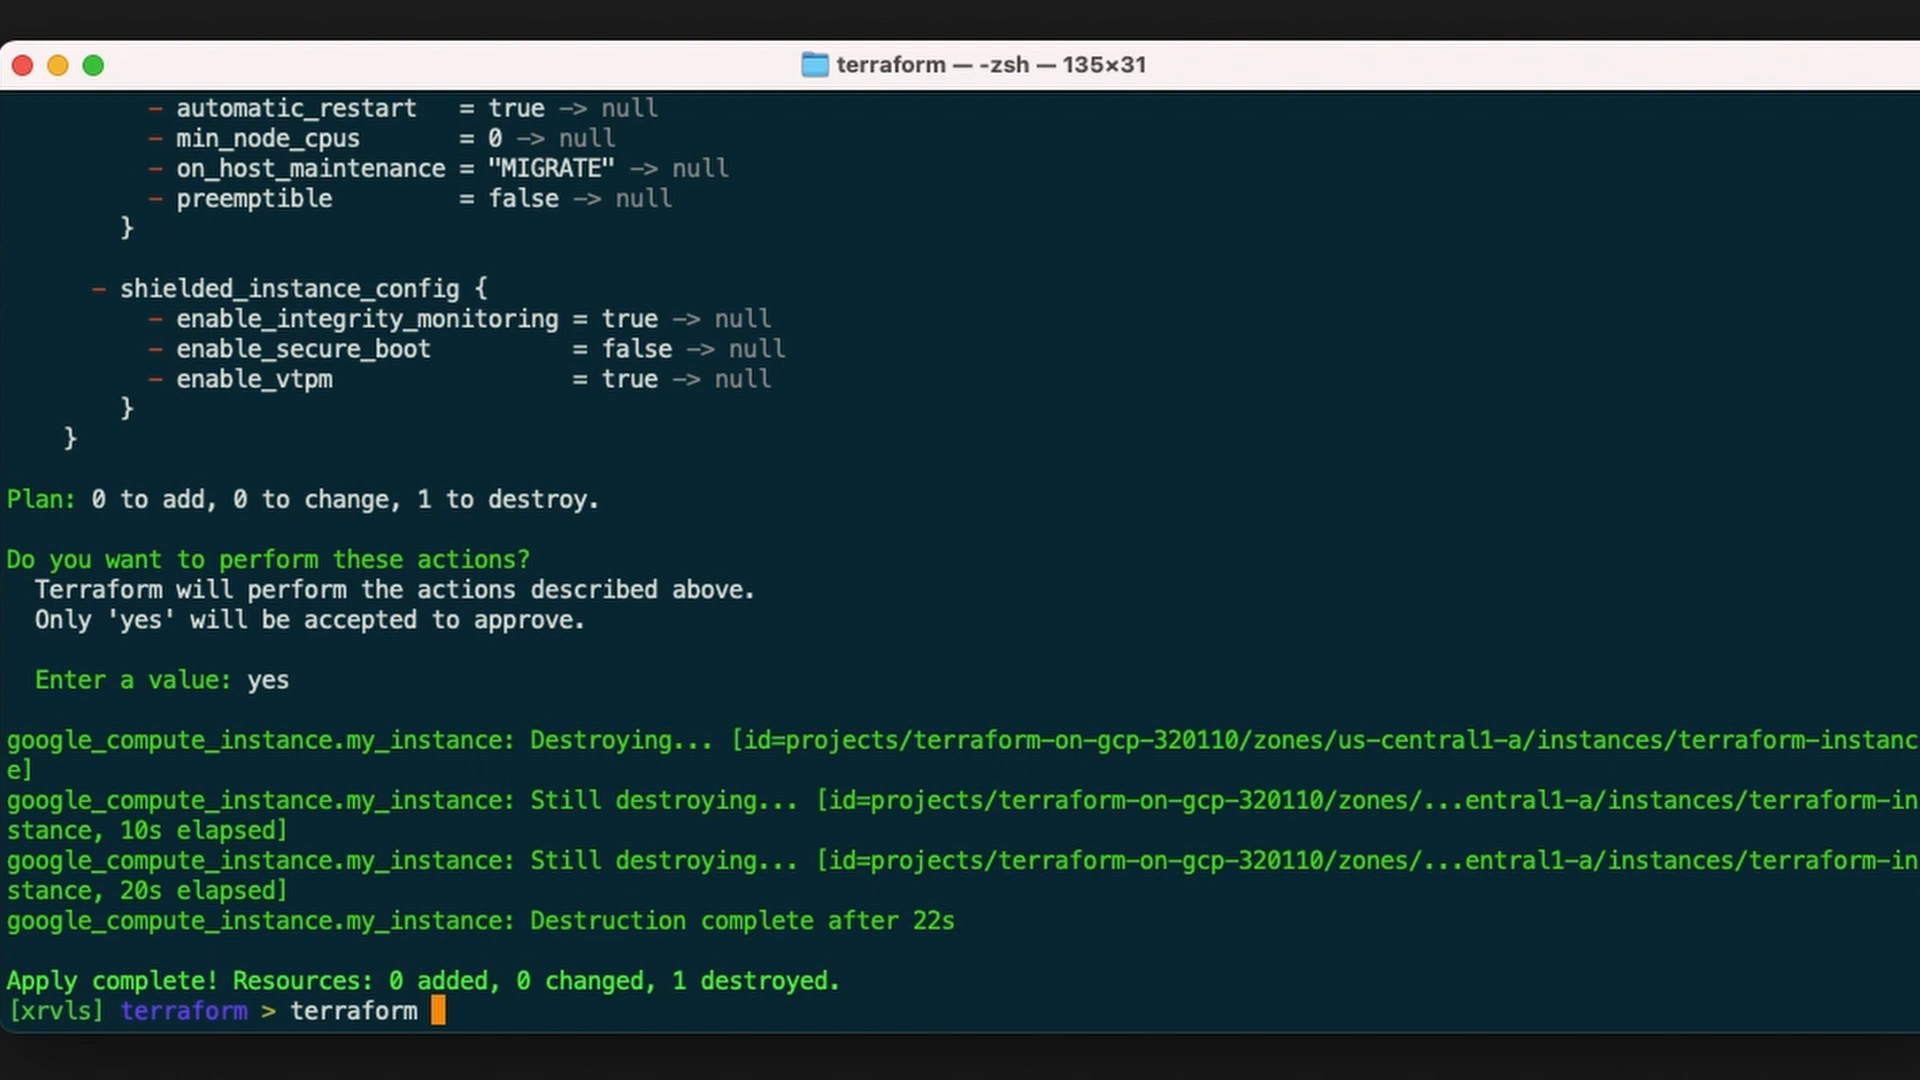 terraform — -zsh — 135×31
- automatic_restart   = true -> null
- min_node_cpus       = 0 -> null
- on_host_maintenance = "MIGRATE" -> null
- preemptible         = false -> null
}
- shielded_instance_config {
- enable_integrity_monitoring = true -> null
- enable_secure_boot          = false -> null
- enable_vtpm                 = true -> null
}
}
Plan: 0 to add, 0 to change, 1 to destroy.
Do you want to perform these actions?
Terraform will perform the actions described above.
Only 'yes' will be accepted to approve.
Enter a value: yes
google_compute_instance.my_instance: Destroying... [id=projects/terraform-on-gcp-320110/zones/us-central1-a/instances/terraform-instanc
e]
google_compute_instance.my_instance: Still destroying... [id=projects/terraform-on-gcp-320110/zones/...entral1-a/instances/terraform-in
stance, 10s elapsed]
google_compute_instance.my_instance: Still destroying... [id=projects/terraform-on-gcp-320110/zones/...entral1-a/instances/terraform-in
stance, 20s elapsed]
google_compute_instance.my_instance: Destruction complete after 22s
Apply complete! Resources: 0 added, 0 changed, 1 destroyed.
[xrvls] terraform > terraform